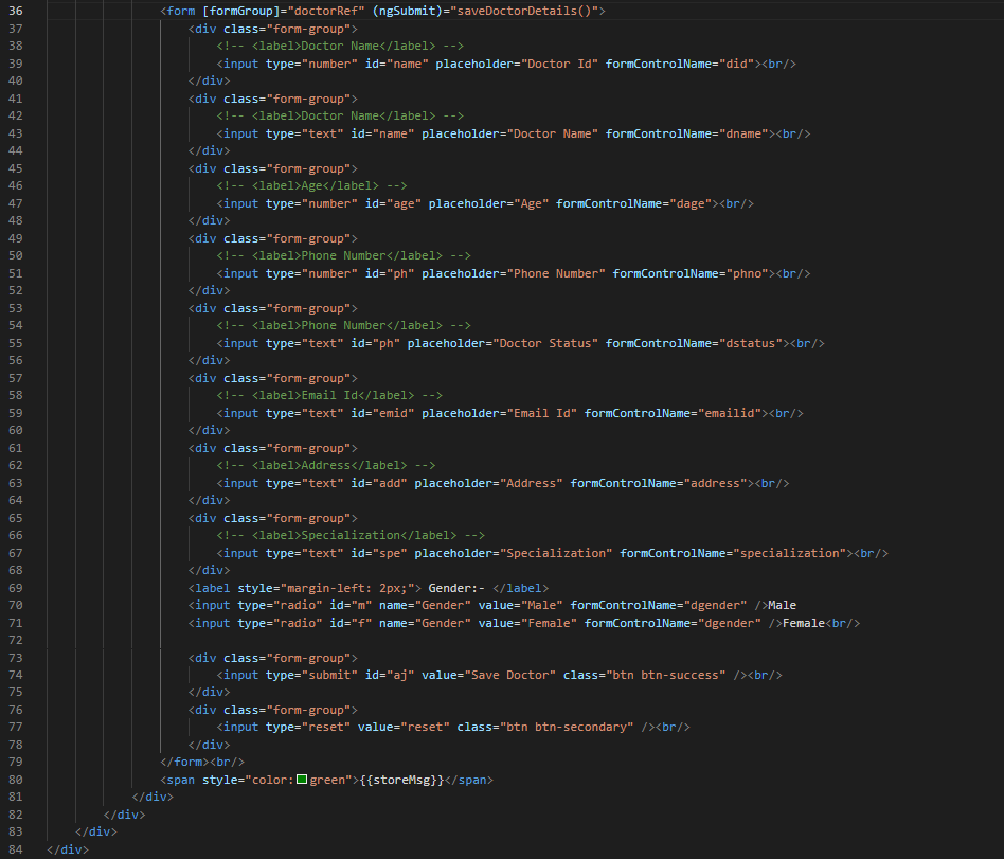 36 <form [formGroup]="doctorRef" (ngSubmit)="saveDoctorDetails()">
37 <div class="form-group">
38 <!-- <label>Doctor Name</label> -->
39 <input type="number" id="name" placeholder="Doctor Id" formControlName="did"><br/>
40 </div>
41 <div class="form-group">
42 <!-- <label>Doctor Name</label> -->
43 <input type="text" id="name" placeholder="Doctor Name" formControlName="dname"><br/>
44 </div>
45 <div class="form-group">
46 <!-- <label>Age</label> -->
47 <input type="number" id="age" placeholder="Age" formControlName="dage"><br/>
48 </div>
49 <div class="form-group">
50 <!-- <label>Phone Number</label> -->
51 <input type="number" id="ph" placeholder="Phone Number" formControlName="phno"><br/>
52 </div>
53 <div class="form-group">
54 <!-- <label>Phone Number</label> -->
55 <input type="text" id="ph" placeholder="Doctor Status" formControlName="dstatus"><br/>
56 </div>
57 <div class="form-group">
58 <!-- <label>Email Id</label> -->
59 <input type="text" id="emid" placeholder="Email Id" formControlName="emailid"><br/>
60 </div>
61 <div class="form-group">
62 <!-- <label>Address</label> -->
63 <input type="text" id="add" placeholder="Address" formControlName="address"><br/>
64 </div>
65 <div class="form-group">
66 <!-- <label>Specialization</label> -->
67 <input type="text" id="spe" placeholder="Specialization" formControlName="specialization"><br/>
68 </div>
69 <label style="margin-left: 2px;"> Gender:- </label>
70 <input type="radio" id="m" name="Gender" value="Male" formControlName="dgender" />Male
71 <input type="radio" id="f" name="Gender" value="Female" formControlName="dgender" />Female<br/>
72
73 <div class="form-group">
74 <input type="submit" id="aj" value="Save Doctor" class="btn btn-success" /><br/>
75 </div>
76 <div class="form-group">
77 <input type="reset" value="reset" class="btn btn-secondary" /><br/>
78 </div>
79 </form><br/>
80 <span style="color:green">{{storeMsg}}</span>
81 </div>
82 </div>
83 </div>
84 </div>